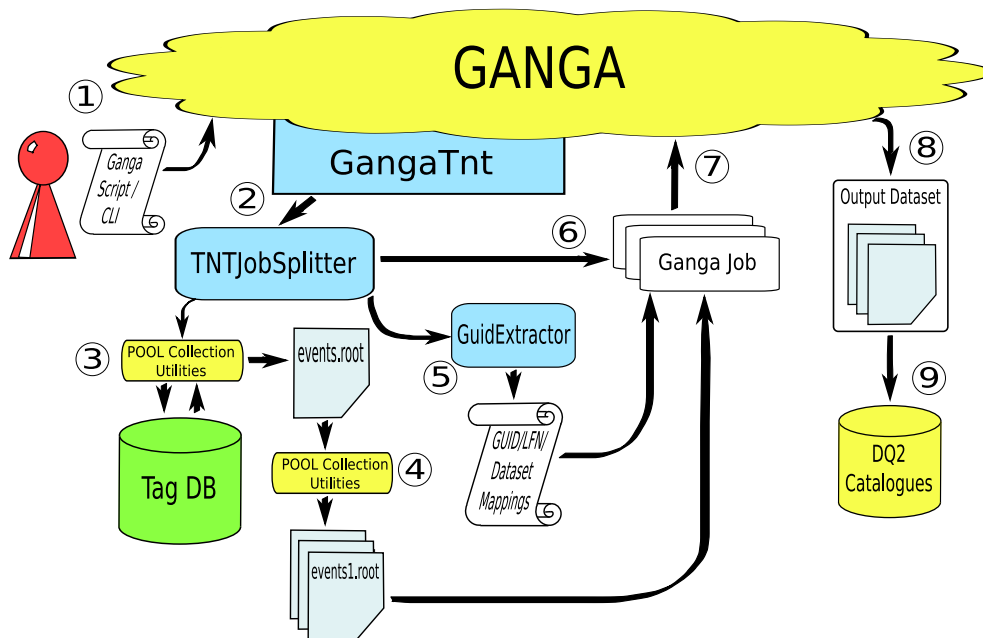 GANGA
①
Ganga
Script /
CLI
GangaTnt
②
TNTJobSplitter
③
POOL Collection
Utilities
Tag DB
events.root
④
POOL Collection
Utilities
events1.root
⑤
GuidExtractor
GUID/LFN/
Dataset
Mappings
⑥
Ganga Job
⑦
⑧
Output Dataset
⑨
DQ2
Catalogues